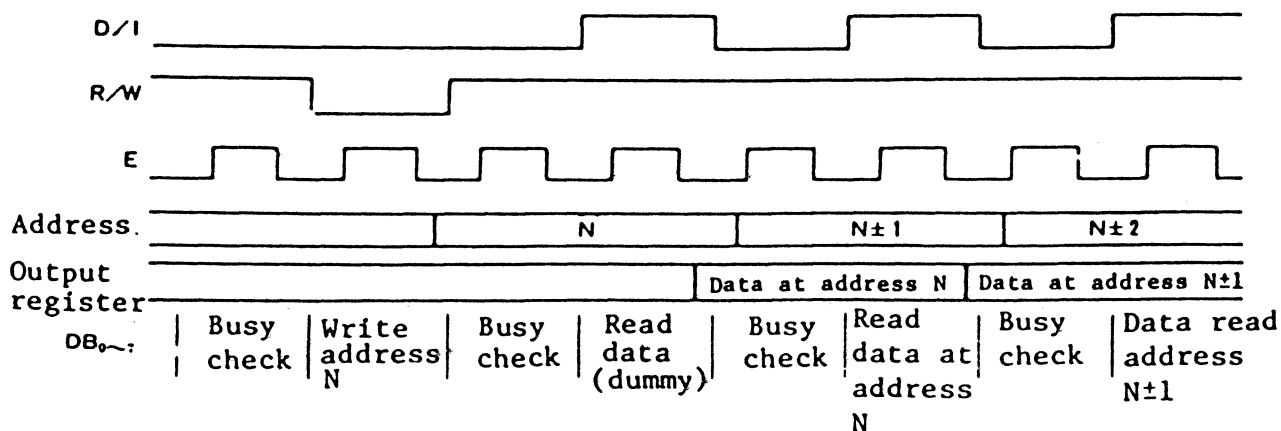 D/I
R/W
E
Address.
N
N±1
N±2
Output
register
Data at address N
Data at address N±1
DB0~7
Busy
check
Write
address
N
Busy
check
Read
data
(dummy)
Busy
check
Read
data at
address
N
Busy
check
Data read
address
N±1